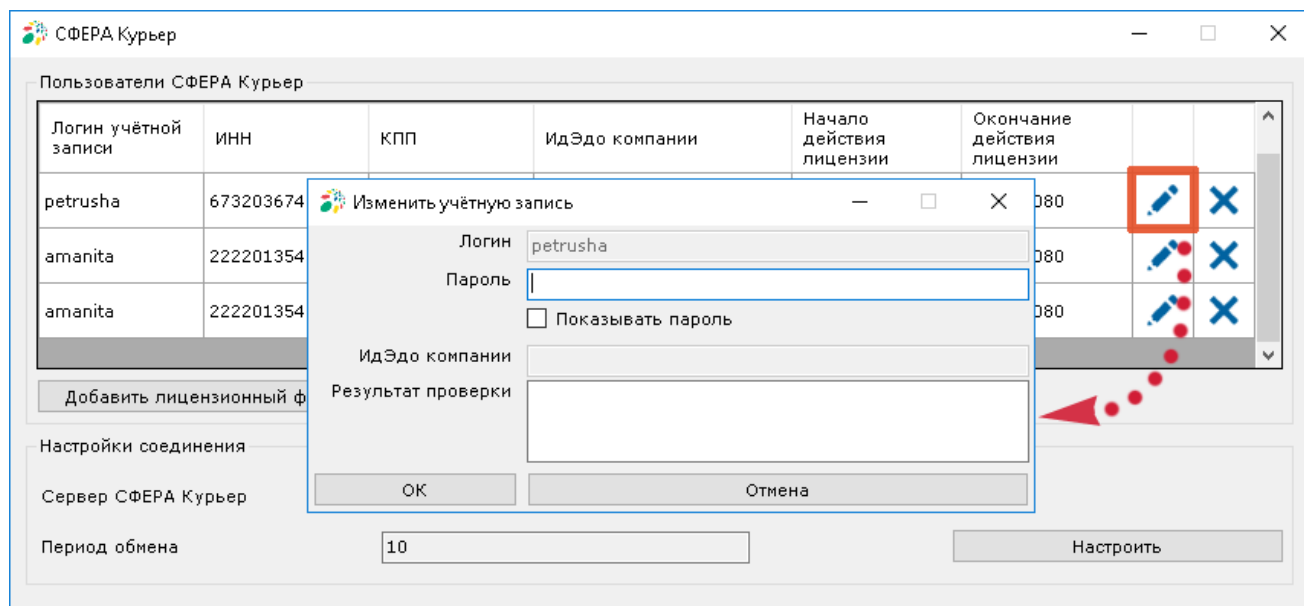 СФЕРА Курьер
Пользователи СФЕРА Курьер
Логин учётной записи
ИНН
КПП
ИдЭдо компании
Начало действия лицензии
Окончание действия лицензии
petrusha
673203674
080
amanita
222201354
080
amanita
222201354
080
Изменить учётную запись
Логин
petrusha
Пароль
Показывать пароль
ИдЭдо компании
Результат проверки
OK
Отмена
Добавить лицензионный ф
Настройки соединения
Сервер СФЕРА Курьер
Период обмена
10
Настроить